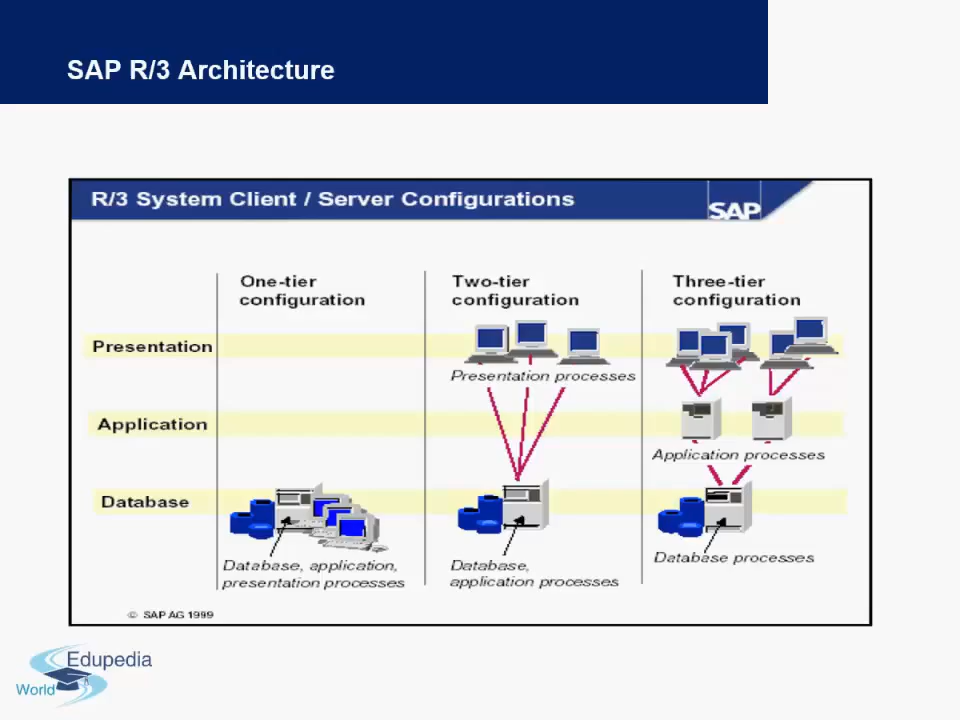 SAP R/3 Architecture
R/3 System Client / Server Configurations
SAP
One-tier
configuration
Two-tier
configuration
Three-tier
configuration
Presentation
Presentation processes
Application
Application processes
Database
Database, application,
presentation processes
Database,
application processes
Database processes
© SAP AG 1999
Edupedia
World